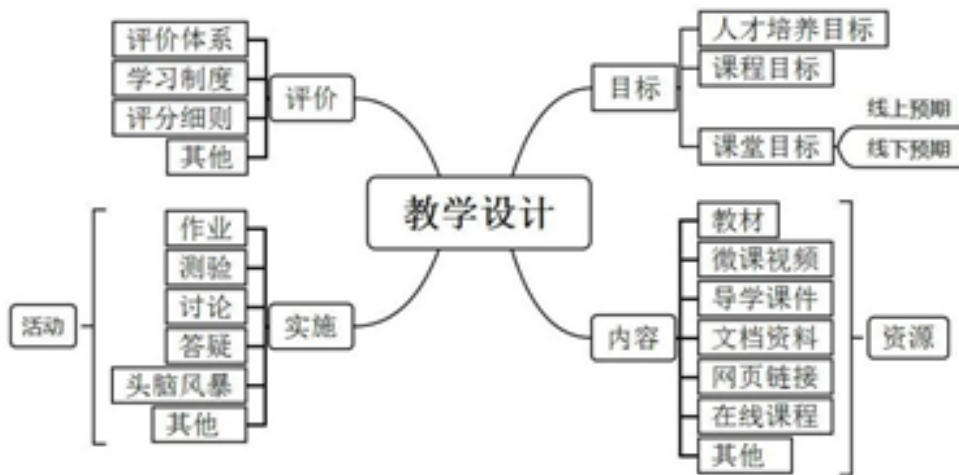 教学设计
评价
评价体系
学习制度
评分细则
其他
目标
人才培养目标
课程目标
课堂目标
线上预期
线下预期
实施
作业
测验
讨论
答疑
头脑风暴
其他
活动
内容
教材
微课视频
导学课件
文档资料
网页链接
在线课程
其他
资源